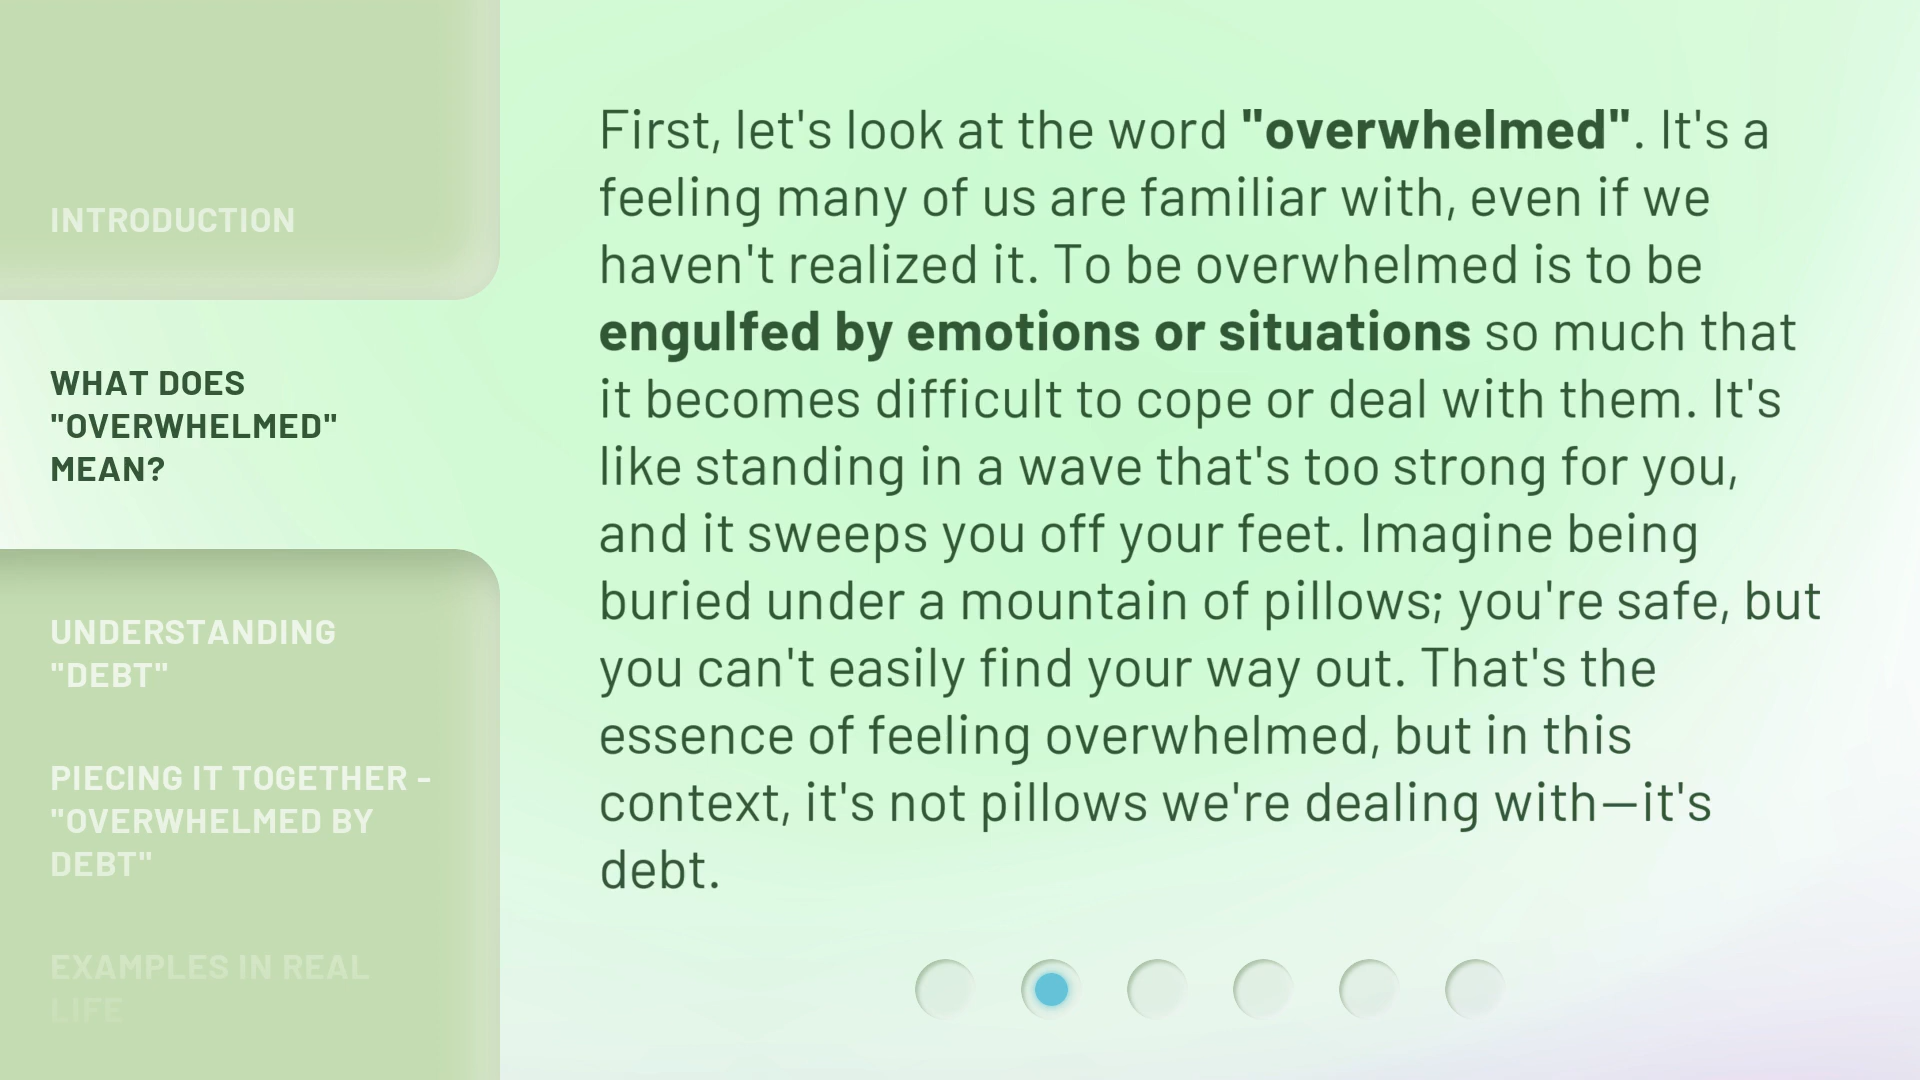 INTRODUCTION
WHAT DOES
"OVERWHELMED"
MEAN?
UNDERSTANDING
"DEBT"
PIECING IT TOGETHER -
"OVERWHELMED BY
DEBT"
EXAMPLES IN REAL
LIFE
First, let's look at the word "overwhelmed". It's a
feeling many of us are familiar with, even if we
haven't realized it. To be overwhelmed is to be
engulfed by emotions or situations so much that
it becomes difficult to cope or deal with them. It's
like standing in a wave that's too strong for you,
and it sweeps you off your feet. Imagine being
buried under a mountain of pillows; you're safe, but
you can't easily find your way out. That's the
essence of feeling overwhelmed, but in this
context, it's not pillows we're dealing with—it's
debt.